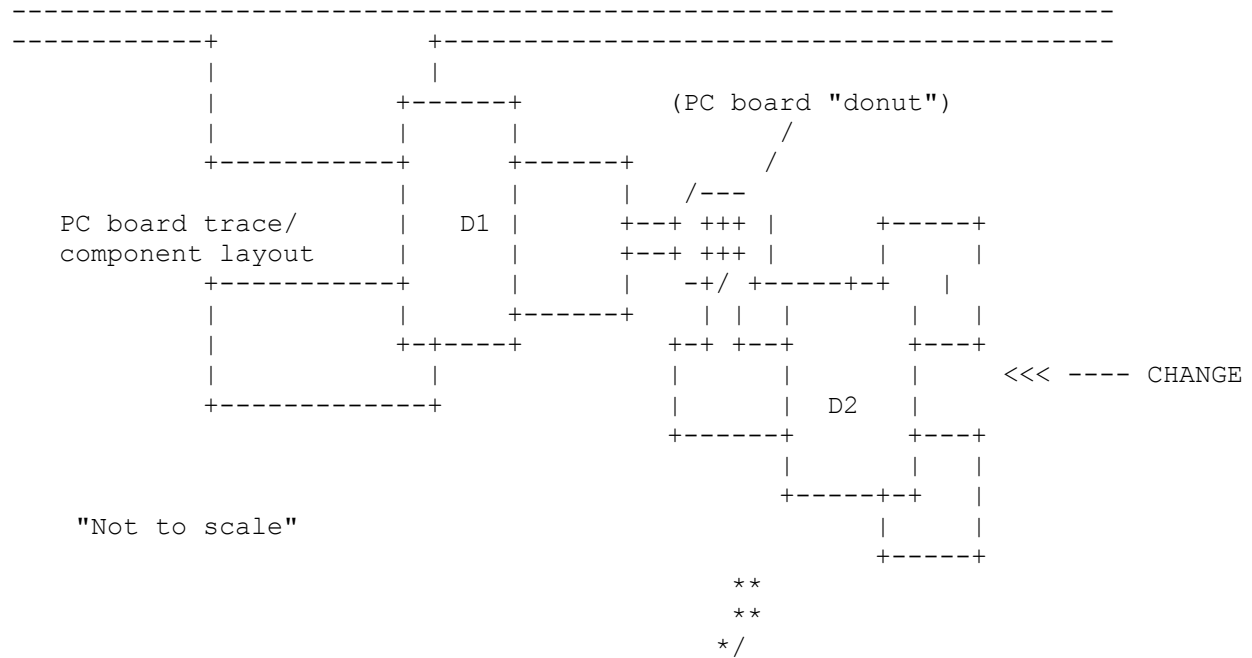 (PC board "donut")
PC board trace/ D1
component layout
<<< ---- CHANGE
D2
"Not to scale"
**
**
*/